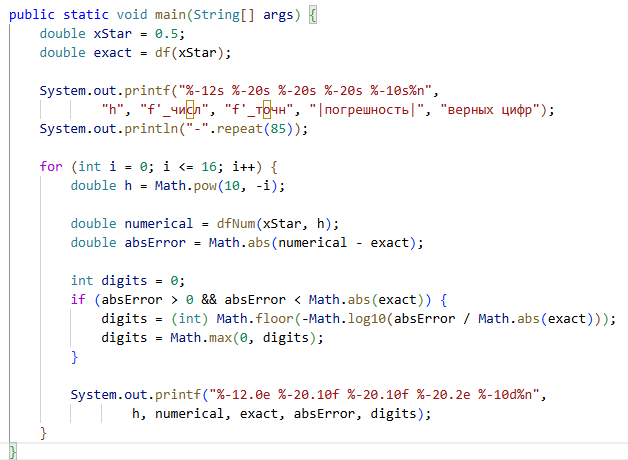 public static void main(String[] args) {
    double xStar = 0.5;
    double exact = df(xStar);

    System.out.printf("%-12s %-20s %-20s %-20s %-10s%n",
            "h", "f'_числ", "f'_точн", "|погрешность|", "верных цифр");
    System.out.println("-".repeat(85));

    for (int i = 0; i <= 16; i++) {
        double h = Math.pow(10, -i);

        double numerical = dfNum(xStar, h);
        double absError = Math.abs(numerical - exact);

        int digits = 0;
        if (absError > 0 && absError < Math.abs(exact)) {
            digits = (int) Math.floor(-Math.log10(absError / Math.abs(exact)));
            digits = Math.max(0, digits);
        }

        System.out.printf("%-12.0e %-20.10f %-20.10f %-20.2e %-10d%n",
                h, numerical, exact, absError, digits);
    }
}